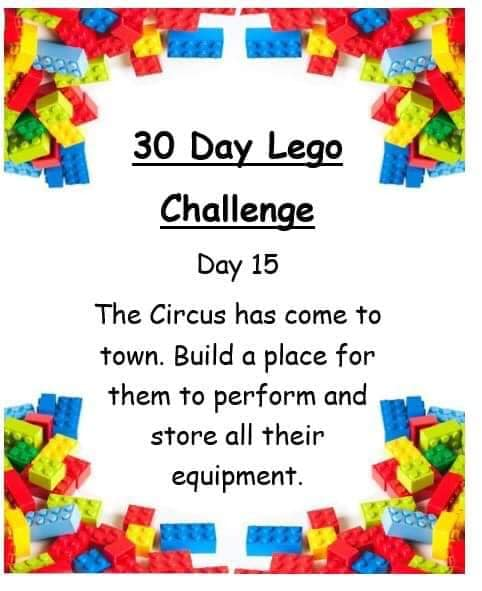 30 Day Lego
Challenge
Day 15
The Circus has come to
town. Build a place for
them to perform and
store all their
equipment.